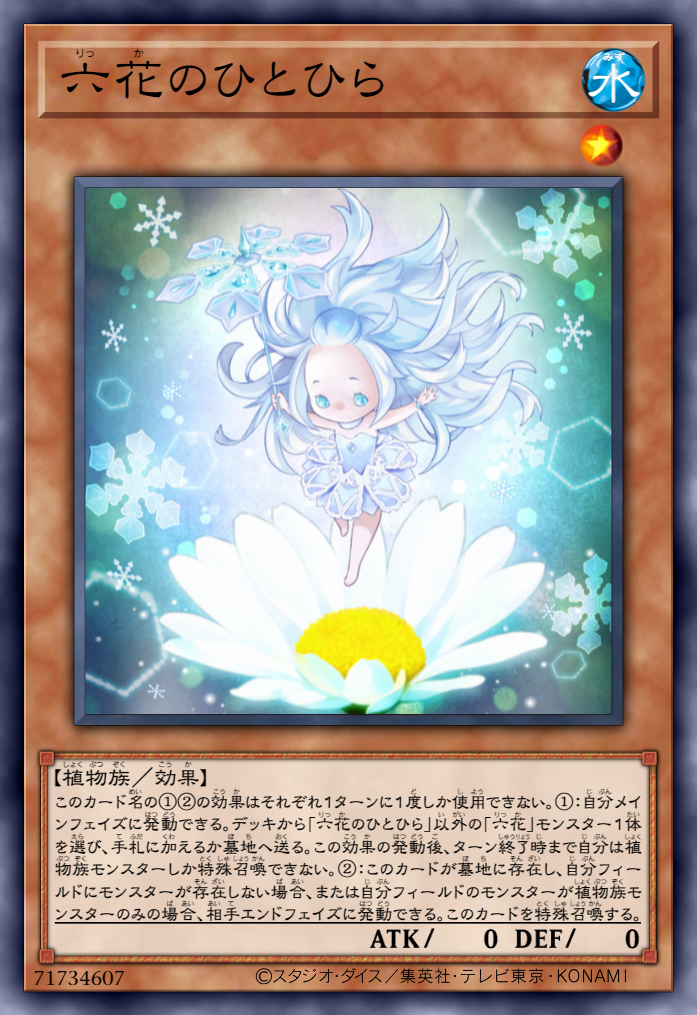 六花のひとひら
水
【植物族／効果】
このカード名の①②の効果はそれぞれ1ターンに1度しか使用できない。①:自分メイ
ンフェイズに発動できる。デッキから「六花のひとひら」以外の「六花」モンスター1体
を選び、手札に加えるか墓地へ送る。この効果の発動後、ターン終了時まで自分は植
物族モンスターしか特殊召喚できない。②:このカードが墓地に存在し、自分フィー
ルドにモンスターが存在しない場合、または自分フィールドのモンスターが植物族モ
ンスターのみの場合、相手エンドフェイズに発動できる。このカードを特殊召喚する。
ATK/ 0 DEF/ 0
71734607 ©スタジオ・ダイス／集英社・テレビ東京・KONAMI